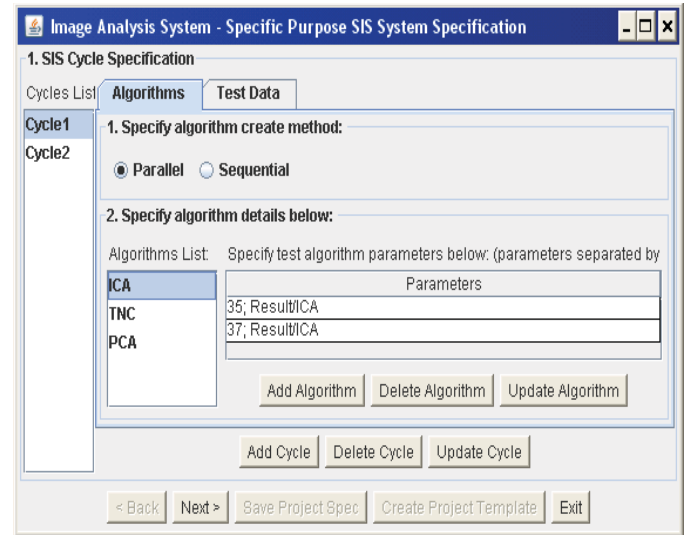 Image Analysis System - Specific Purpose SIS System Specification
1. SIS Cycle Specification
Cycles List
Algorithms
Test Data
Cycle1
Cycle2
1. Specify algorithm create method:
Parallel
Sequential
2. Specify algorithm details below:
Algorithms List:
Specify test algorithm parameters below: (parameters separated by
ICA
TNC
PCA
Parameters
35; Result/ICA
37; Result/ICA
Add Algorithm
Delete Algorithm
Update Algorithm
Add Cycle
Delete Cycle
Update Cycle
< Back
Next >
Save Project Spec
Create Project Template
Exit